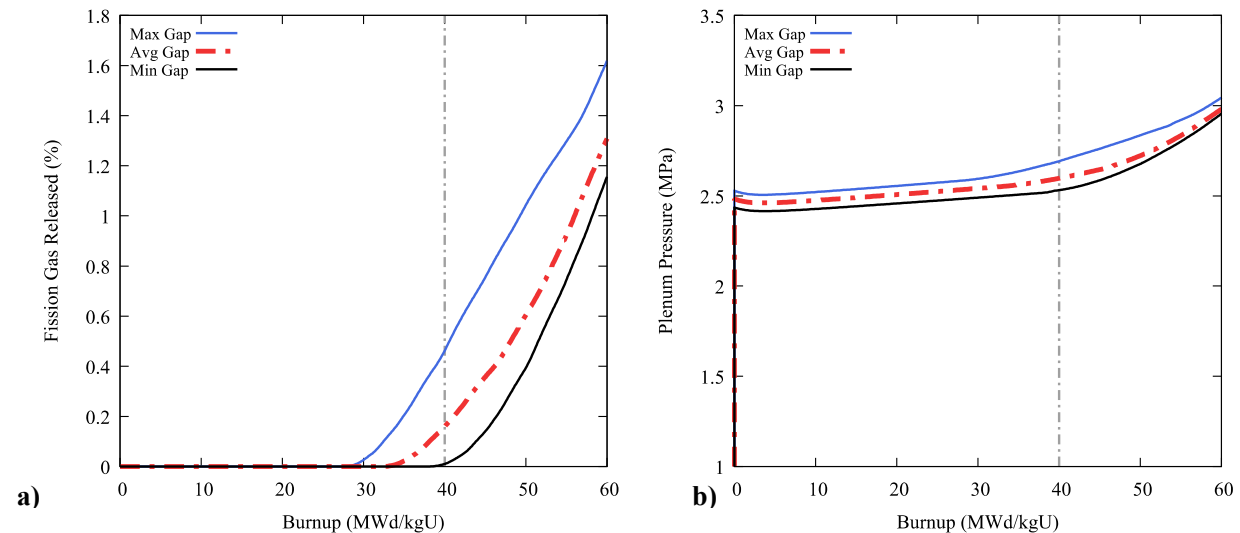 Max Gap
Avg Gap
Min Gap
1.8
1.6
1.4
1.2
1
0.8
0.6
0.4
0.2
0
Fission Gas Released (%)
0 10 20 30 40 50 60
Burnup (MWd/kgU)
a)
Max Gap
Avg Gap
Min Gap
3.5
3
2.5
2
1.5
1
Plenum Pressure (MPa)
0 10 20 30 40 50 60
Burnup (MWd/kgU)
b)